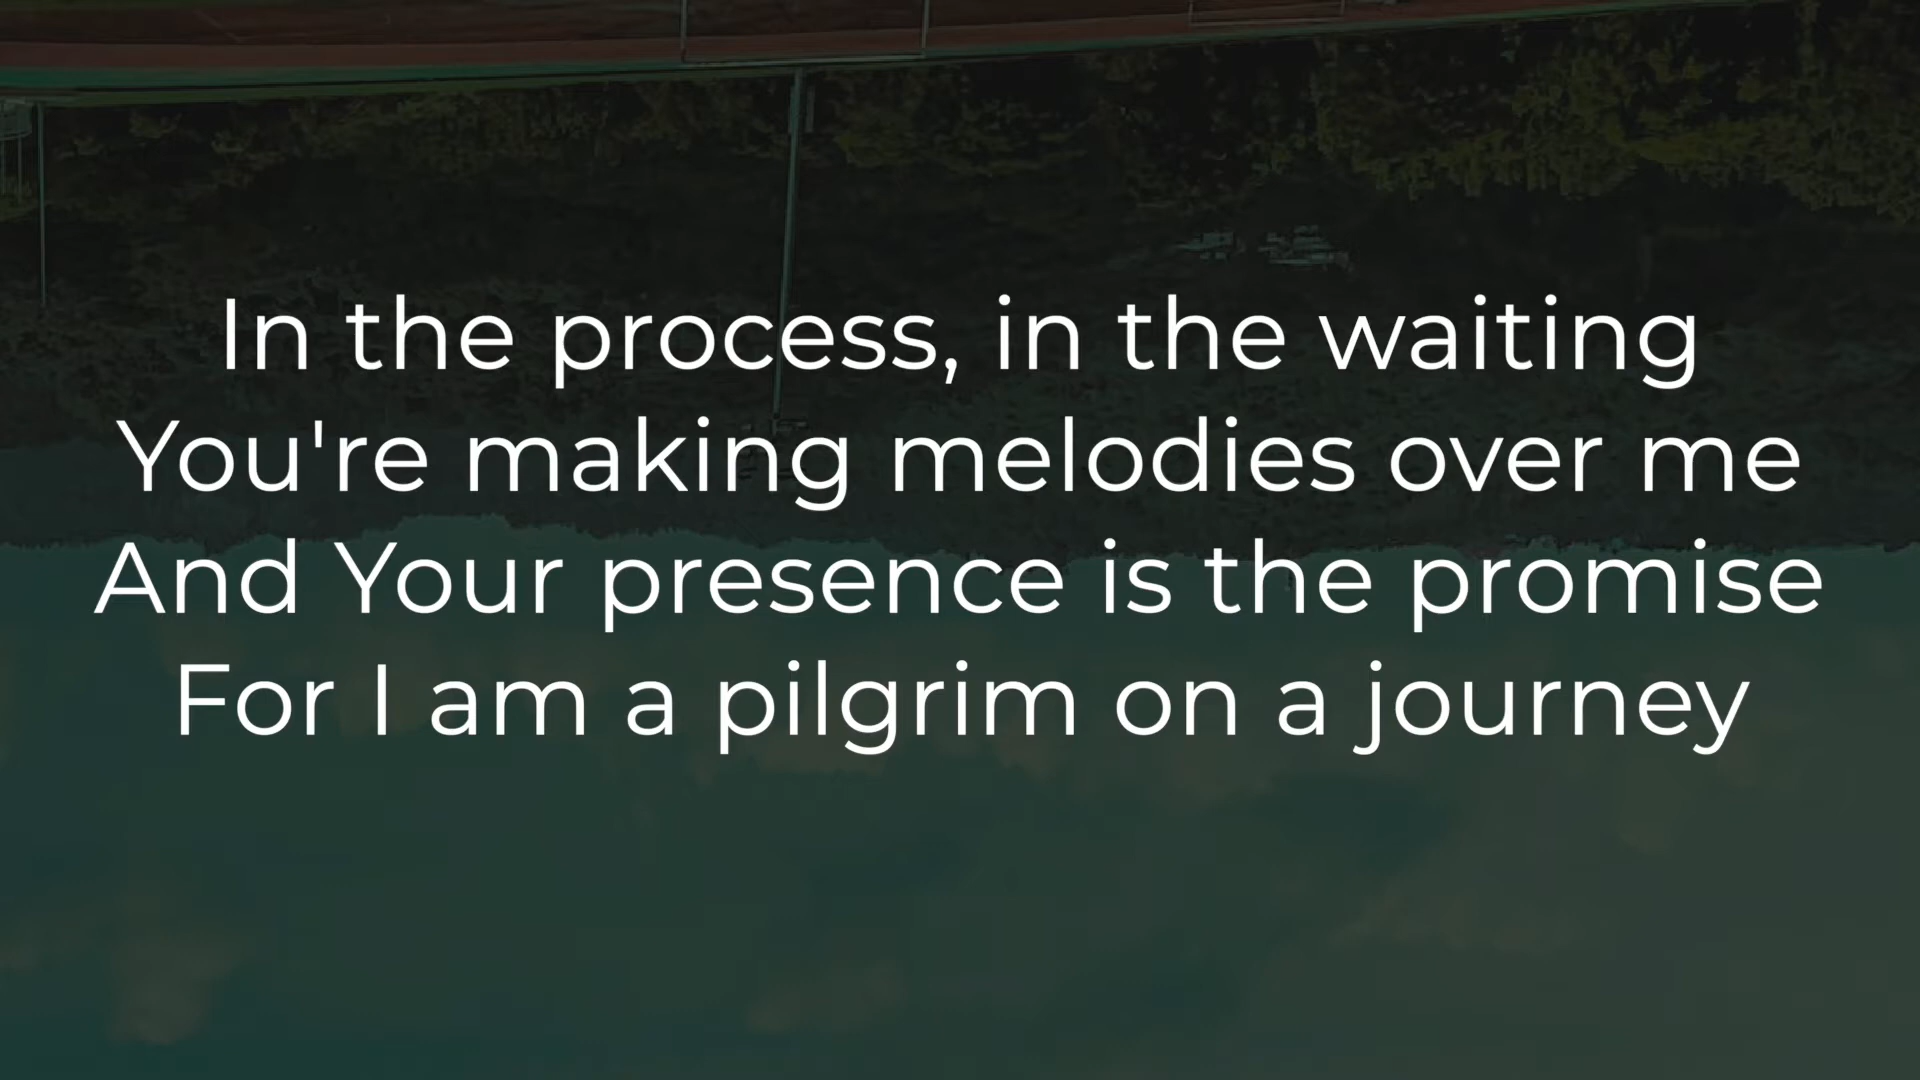 In the process, in the waiting
You're making melodies over me
And Your presence is the promise
For I am a pilgrim on a journey